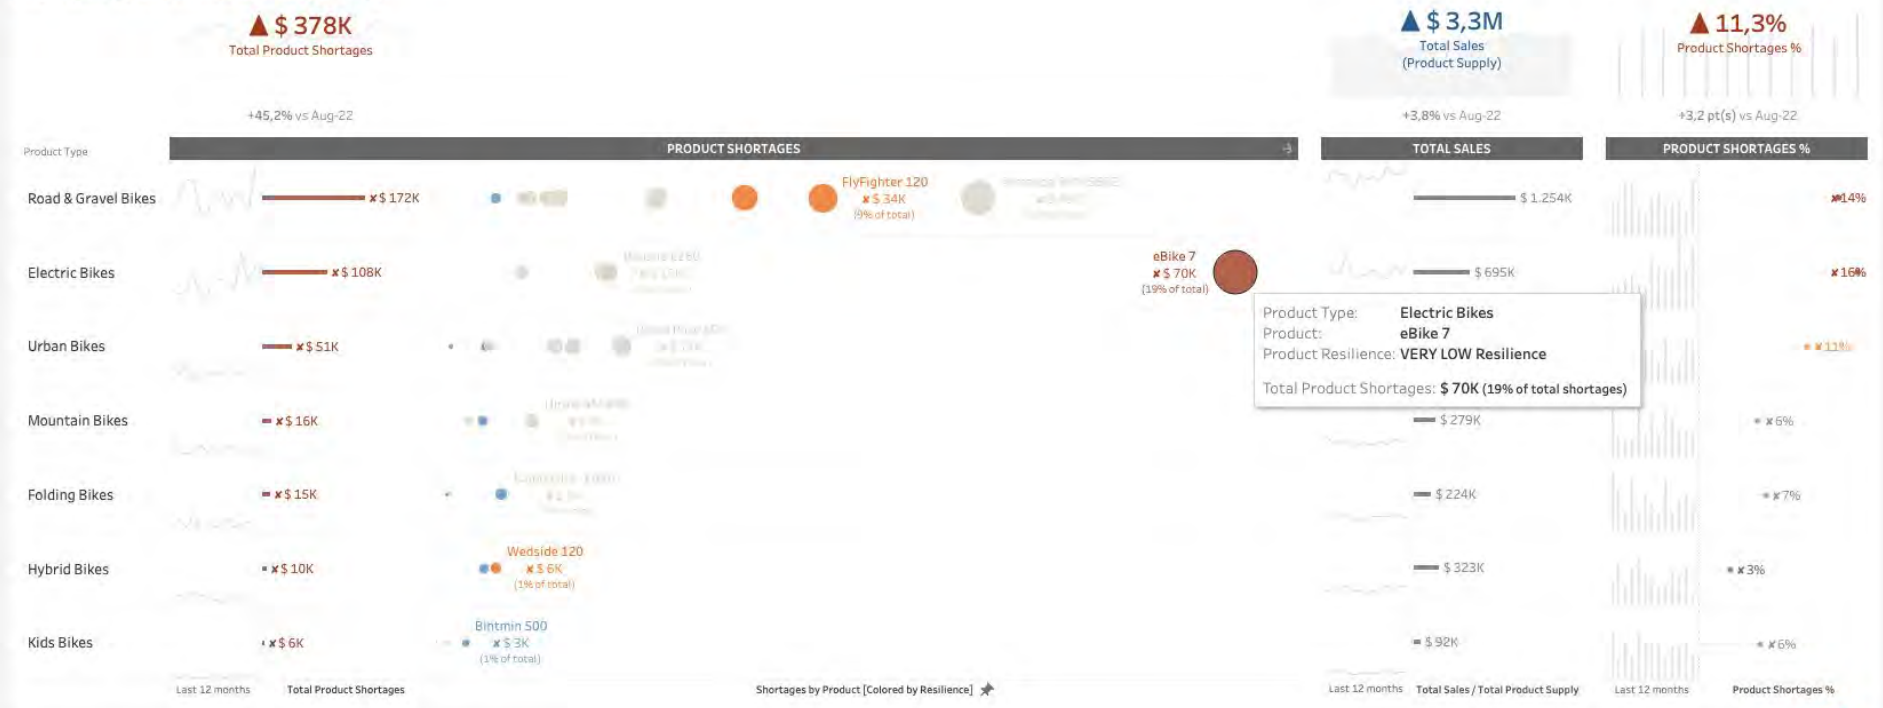 ▲ $ 378K
Total Product Shortages
+45,2% vs Aug-22
▲ $ 3,3M
Total Sales
(Product Supply)
+3,8% vs Aug-22
▲ 11,3%
Product Shortages %
+3,2 pt(s) vs Aug-22
Product Type
PRODUCT SHORTAGES
TOTAL SALES
PRODUCT SHORTAGES %
Road & Gravel Bikes
✘ $ 172K
FlyFighter 120
✘ $ 34K
(9% of total)
$ 1.254K
✘ 14%
Electric Bikes
✘ $ 108K
eBike 7
✘ $ 70K
(19% of total)
$ 695K
✘ 16%
Product Type: Electric Bikes
Product: eBike 7
Product Resilience: VERY LOW Resilience
Total Product Shortages: $ 70K (19% of total shortages)
Urban Bikes
✘ $ 51K
✘ 11%
Mountain Bikes
✘ $ 16K
$ 279K
✘ 6%
Folding Bikes
✘ $ 15K
$ 224K
✘ 7%
Hybrid Bikes
✘ $ 10K
Wedside 120
✘ $ 6K
(1% of total)
$ 323K
✘ 3%
Kids Bikes
✘ $ 6K
Bintmin 500
✘ $ 3K
(1% of total)
$ 92K
✘ 6%
Last 12 months
Total Product Shortages
Shortages by Product [Colored by Resilience]
Last 12 months
Total Sales / Total Product Supply
Last 12 months
Product Shortages %